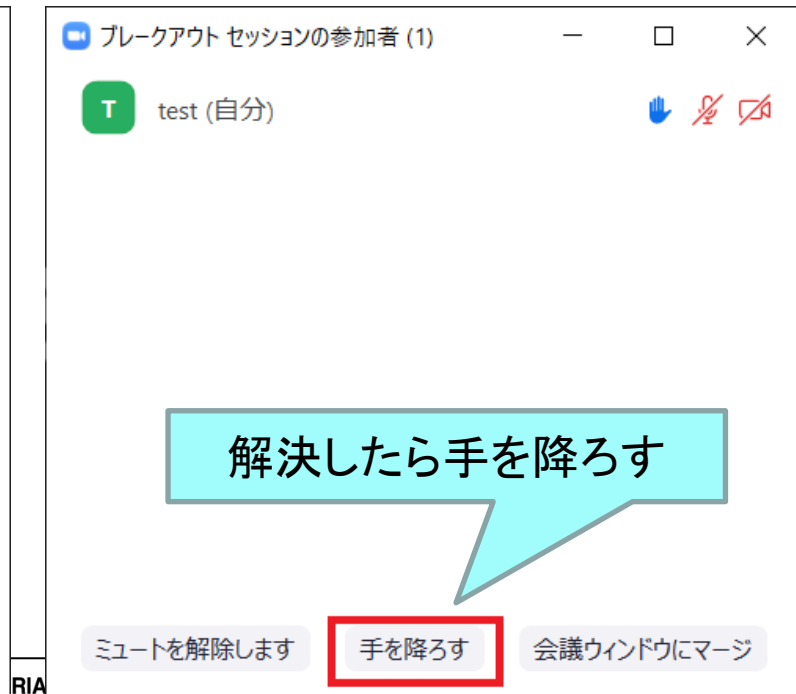 ブレークアウト セッションの参加者 (1)
T
test (自分)
解決したら手を降ろす
ミュートを解除します
手を降ろす
会議ウィンドウにマージ
RIA